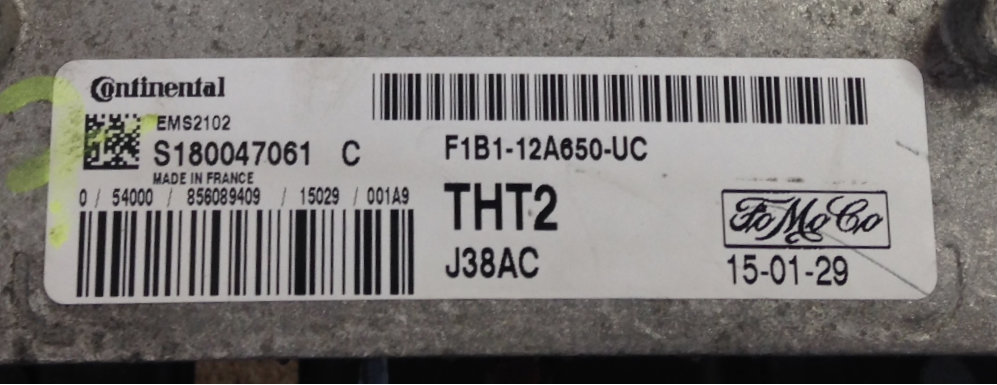 Continental
EMS2102
S180047061 C
MADE IN FRANCE
0 / 54000 / 856089409 / 15029 / 001A9
F1B1-12A650-UC
THT2
J38AC
FoMoCo
15-01-29